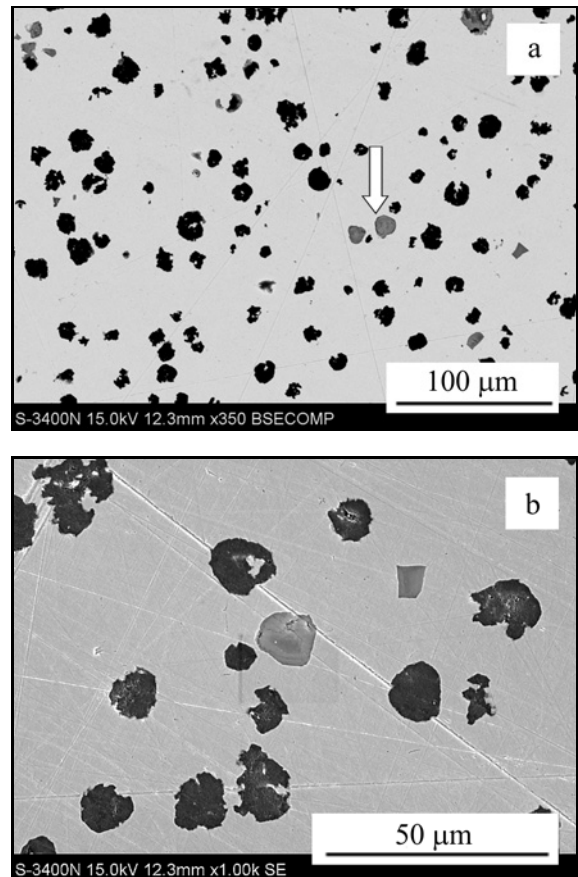 a
100 μm
S-3400N 15.0kV 12.3mm x350 BSECOMP
b
50 μm
S-3400N 15.0kV 12.3mm x1.00k SE